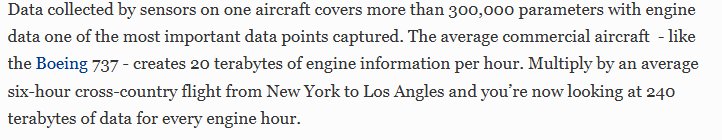 Data collected by sensors on one aircraft covers more than 300,000 parameters with engine
data one of the most important data points captured. The average commercial aircraft - like
the Boeing 737 - creates 20 terabytes of engine information per hour. Multiply by an average
six-hour cross-country flight from New York to Los Angles and you’re now looking at 240
terabytes of data for every engine hour.